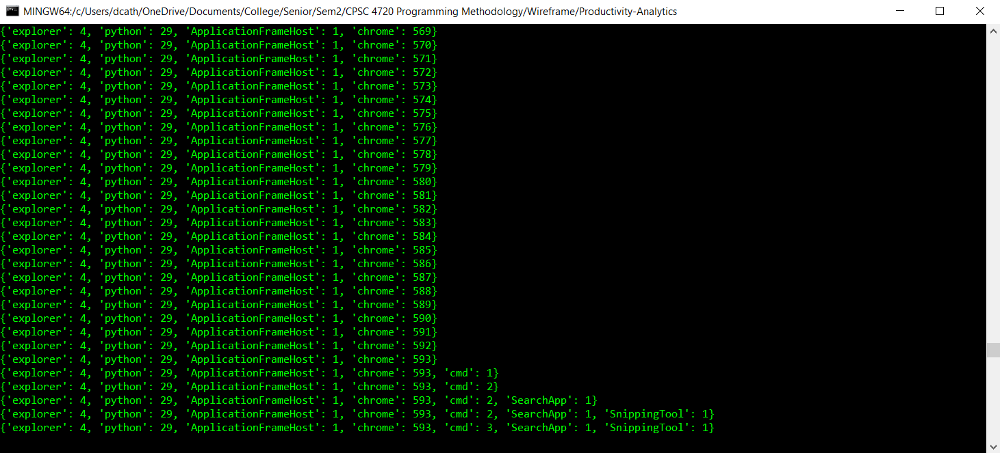 MINGW64:/c/Users/dcath/OneDrive/Documents/College/Senior/Sem2/CPSC 4720 Programming Methodology/Wireframe/Productivity-Analytics
{'explorer': 4, 'python': 29, 'ApplicationFrameHost': 1, 'chrome': 569}
{'explorer': 4, 'python': 29, 'ApplicationFrameHost': 1, 'chrome': 570}
{'explorer': 4, 'python': 29, 'ApplicationFrameHost': 1, 'chrome': 571}
{'explorer': 4, 'python': 29, 'ApplicationFrameHost': 1, 'chrome': 572}
{'explorer': 4, 'python': 29, 'ApplicationFrameHost': 1, 'chrome': 573}
{'explorer': 4, 'python': 29, 'ApplicationFrameHost': 1, 'chrome': 574}
{'explorer': 4, 'python': 29, 'ApplicationFrameHost': 1, 'chrome': 575}
{'explorer': 4, 'python': 29, 'ApplicationFrameHost': 1, 'chrome': 576}
{'explorer': 4, 'python': 29, 'ApplicationFrameHost': 1, 'chrome': 577}
{'explorer': 4, 'python': 29, 'ApplicationFrameHost': 1, 'chrome': 578}
{'explorer': 4, 'python': 29, 'ApplicationFrameHost': 1, 'chrome': 579}
{'explorer': 4, 'python': 29, 'ApplicationFrameHost': 1, 'chrome': 580}
{'explorer': 4, 'python': 29, 'ApplicationFrameHost': 1, 'chrome': 581}
{'explorer': 4, 'python': 29, 'ApplicationFrameHost': 1, 'chrome': 582}
{'explorer': 4, 'python': 29, 'ApplicationFrameHost': 1, 'chrome': 583}
{'explorer': 4, 'python': 29, 'ApplicationFrameHost': 1, 'chrome': 584}
{'explorer': 4, 'python': 29, 'ApplicationFrameHost': 1, 'chrome': 585}
{'explorer': 4, 'python': 29, 'ApplicationFrameHost': 1, 'chrome': 586}
{'explorer': 4, 'python': 29, 'ApplicationFrameHost': 1, 'chrome': 587}
{'explorer': 4, 'python': 29, 'ApplicationFrameHost': 1, 'chrome': 588}
{'explorer': 4, 'python': 29, 'ApplicationFrameHost': 1, 'chrome': 589}
{'explorer': 4, 'python': 29, 'ApplicationFrameHost': 1, 'chrome': 590}
{'explorer': 4, 'python': 29, 'ApplicationFrameHost': 1, 'chrome': 591}
{'explorer': 4, 'python': 29, 'ApplicationFrameHost': 1, 'chrome': 592}
{'explorer': 4, 'python': 29, 'ApplicationFrameHost': 1, 'chrome': 593}
{'explorer': 4, 'python': 29, 'ApplicationFrameHost': 1, 'chrome': 593, 'cmd': 1}
{'explorer': 4, 'python': 29, 'ApplicationFrameHost': 1, 'chrome': 593, 'cmd': 2}
{'explorer': 4, 'python': 29, 'ApplicationFrameHost': 1, 'chrome': 593, 'cmd': 2, 'SearchApp': 1}
{'explorer': 4, 'python': 29, 'ApplicationFrameHost': 1, 'chrome': 593, 'cmd': 2, 'SearchApp': 1, 'SnippingTool': 1}
{'explorer': 4, 'python': 29, 'ApplicationFrameHost': 1, 'chrome': 593, 'cmd': 3, 'SearchApp': 1, 'SnippingTool': 1}